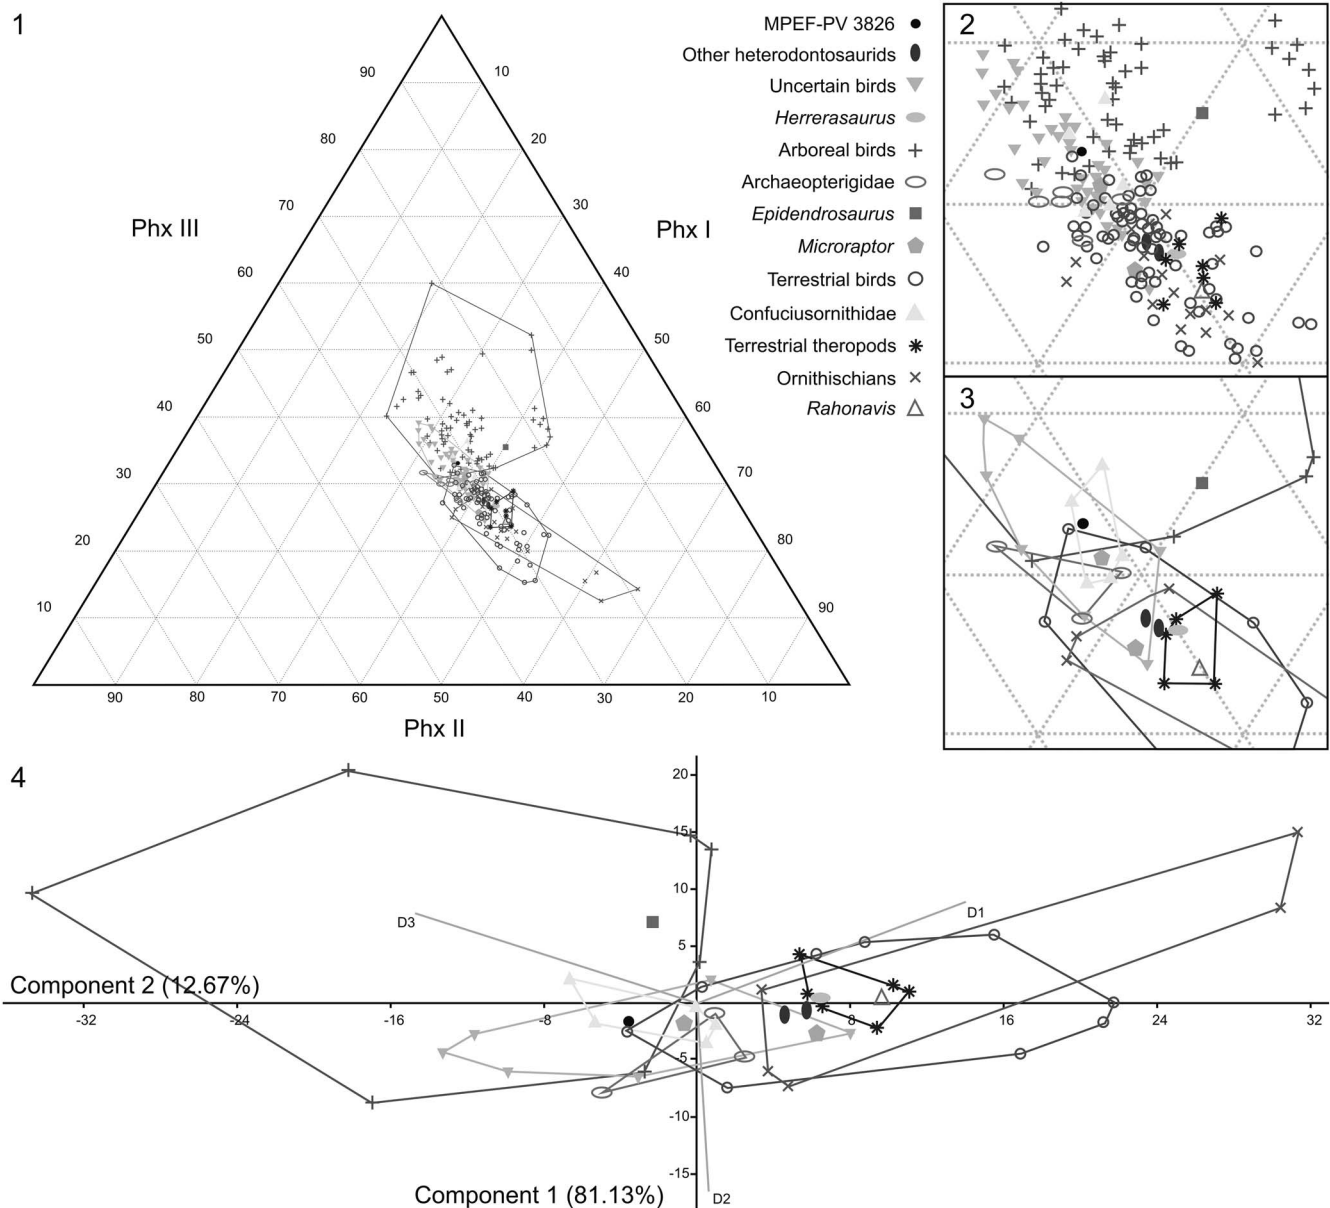 1
90
10
80
20
70
30
Phx III
Phx I
60
40
50
50
40
60
30
70
20
80
10
90
90
80
70
60
50
40
30
20
10
Phx II
MPEF-PV 3826
Other heterodontosaurids
Uncertain birds
Herrerasaurus
Arboreal birds
Archaeopterigidae
Epidendrosaurus
Microraptor
Terrestrial birds
Confuciusornithidae
Terrestrial theropods
Ornithischians
Rahonavis
2
3
4
20
15
10
5
D3
D1
Component 2 (12.67%)
-32
-24
-16
-8
8
16
24
32
-5
-10
-15
Component 1 (81.13%)
D2